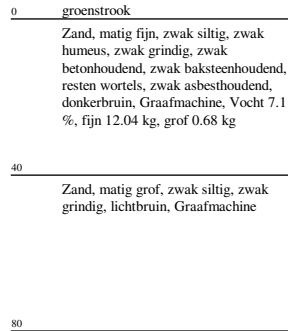 0 groenstrook
Zand, matig fijn, zwak siltig, zwak
humeus, zwak grindig, zwak
betonhoudend, zwak baksteenhoudend,
resten wortels, zwak asbesthoudend,
donkerbruin, Graafmachine, Vocht 7.1
%, fijn 12.04 kg, grof 0.68 kg
40
Zand, matig grof, zwak siltig, zwak
grindig, lichtbruin, Graafmachine
80